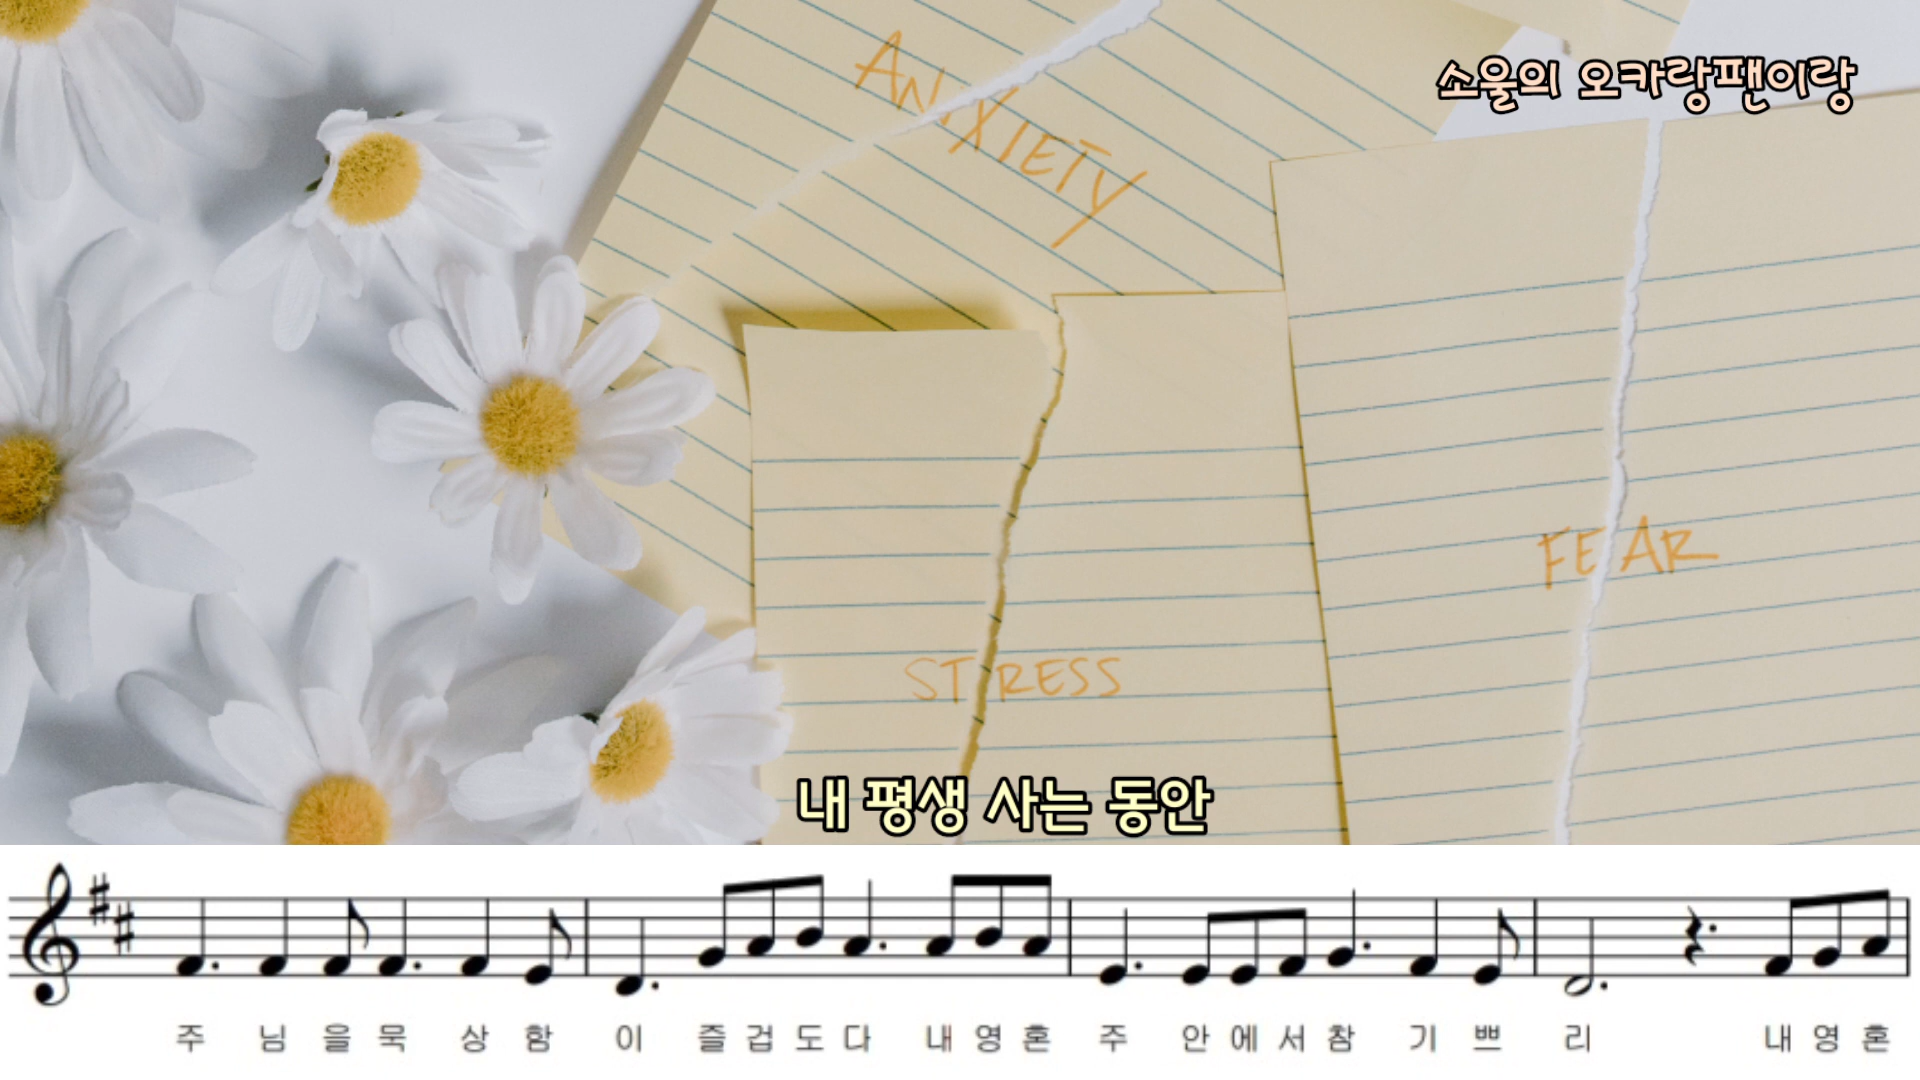 소울의 오카랑팬이랑
ANXIETY
FEAR
STRESS
내 평생 사는 동안
주 님 을 묵 상 함 이 즐 겁 도 다 내 영 혼 주 안 에 서 참 기 쁘 리 내 영 혼